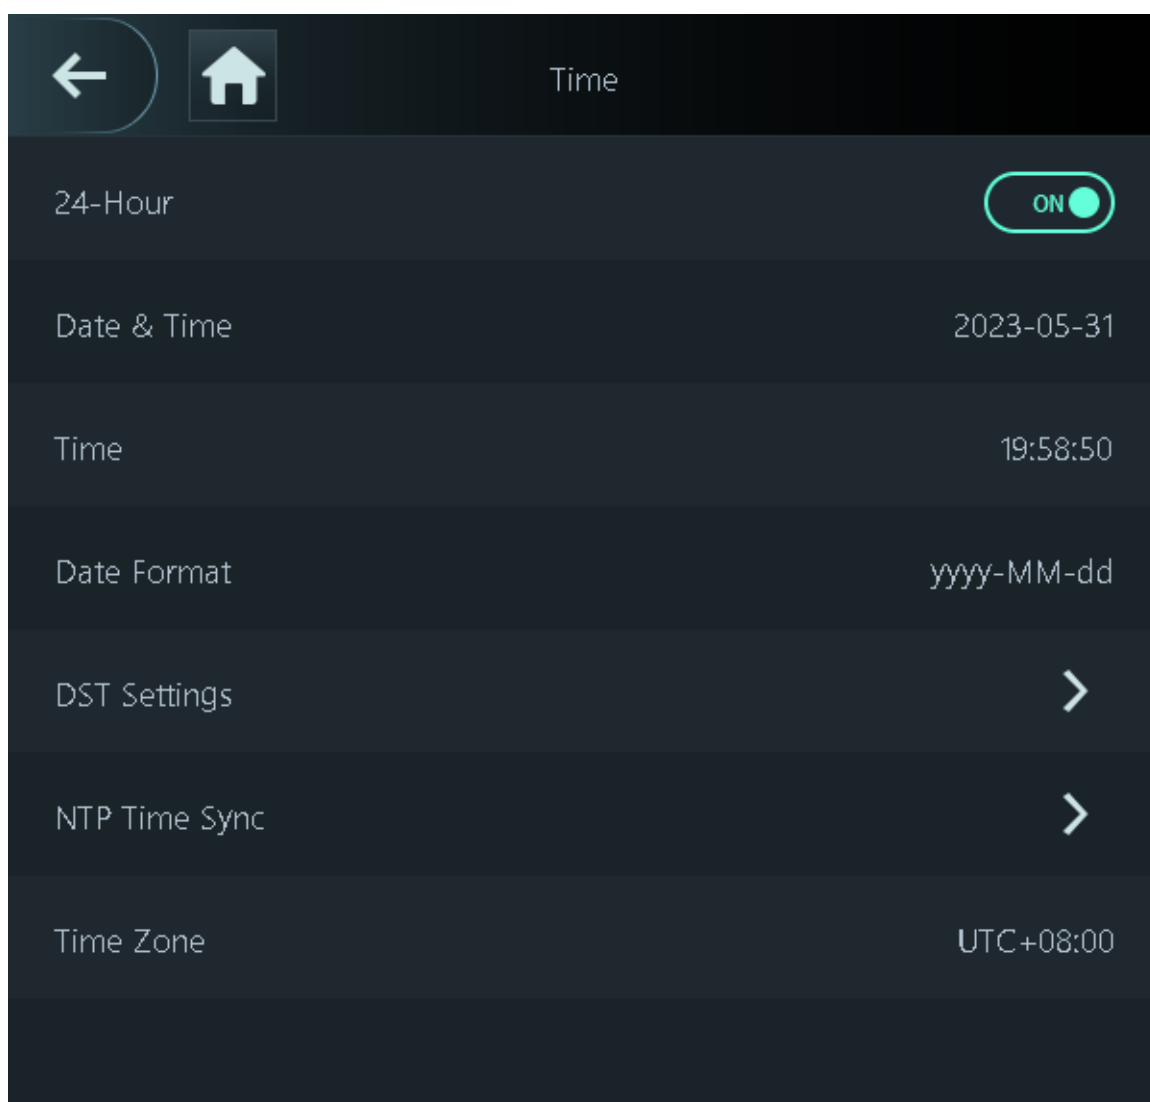 Time
24-Hour
ON
Date & Time
2023-05-31
Time
19:58:50
Date Format
yyyy-MM-dd
DST Settings
NTP Time Sync
Time Zone
UTC+08:00